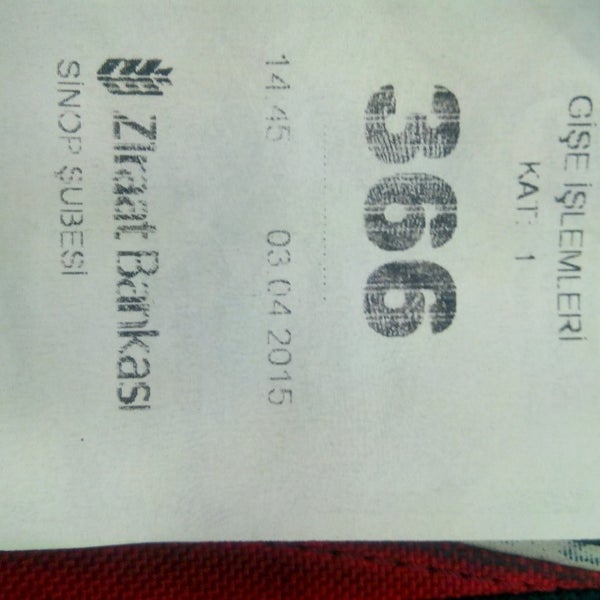 GİŞE İŞLEMLERİ
KAT: 1
366
14:45 03.04.2015
Ziraat Bankası
SİNOP ŞUBESİ